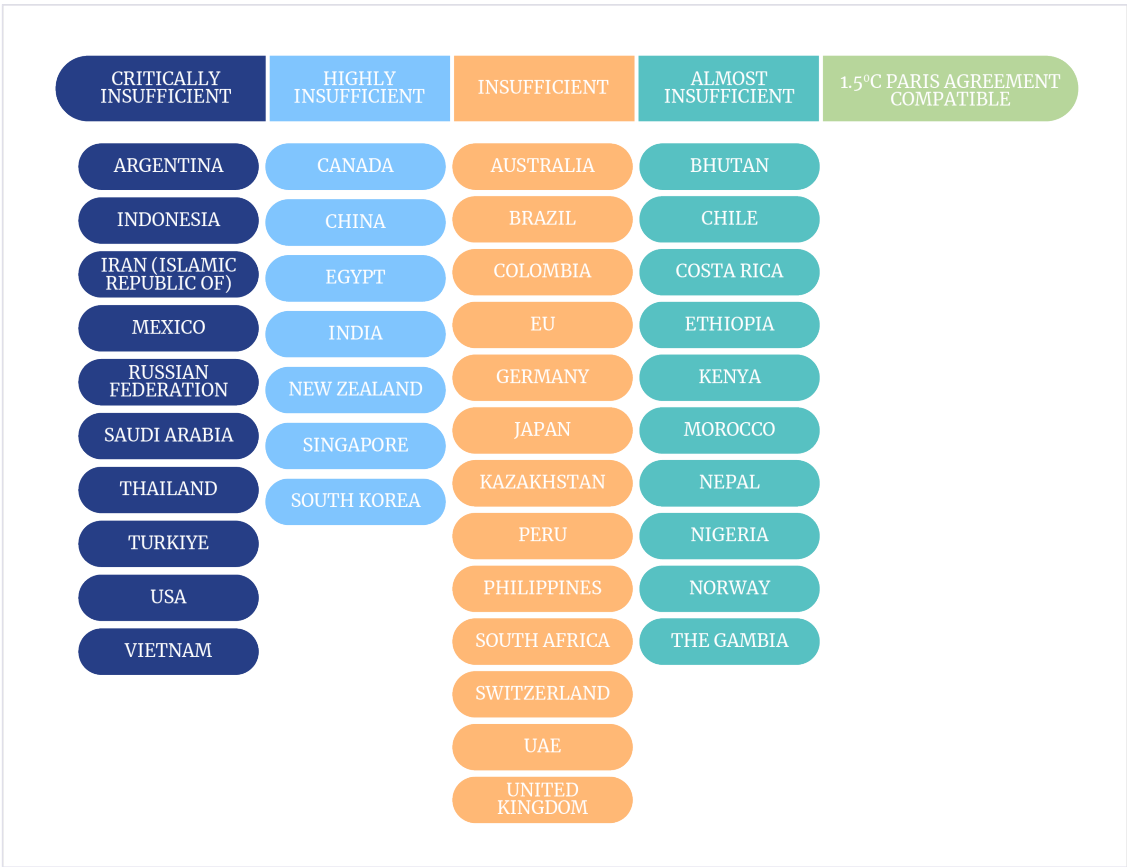 CRITICALLY
INSUFFICIENT
HIGHLY
INSUFFICIENT
INSUFFICIENT
ALMOST
INSUFFICIENT
1.5°C PARIS AGREEMENT
COMPATIBLE
ARGENTINA
INDONESIA
IRAN (ISLAMIC
REPUBLIC OF)
MEXICO
RUSSIAN
FEDERATION
SAUDI ARABIA
THAILAND
TURKIYE
USA
VIETNAM
CANADA
CHINA
EGYPT
INDIA
NEW ZEALAND
SINGAPORE
SOUTH KOREA
AUSTRALIA
BRAZIL
COLOMBIA
EU
GERMANY
JAPAN
KAZAKHSTAN
PERU
PHILIPPINES
SOUTH AFRICA
SWITZERLAND
UAE
UNITED
KINGDOM
BHUTAN
CHILE
COSTA RICA
ETHIOPIA
KENYA
MOROCCO
NEPAL
NIGERIA
NORWAY
THE GAMBIA